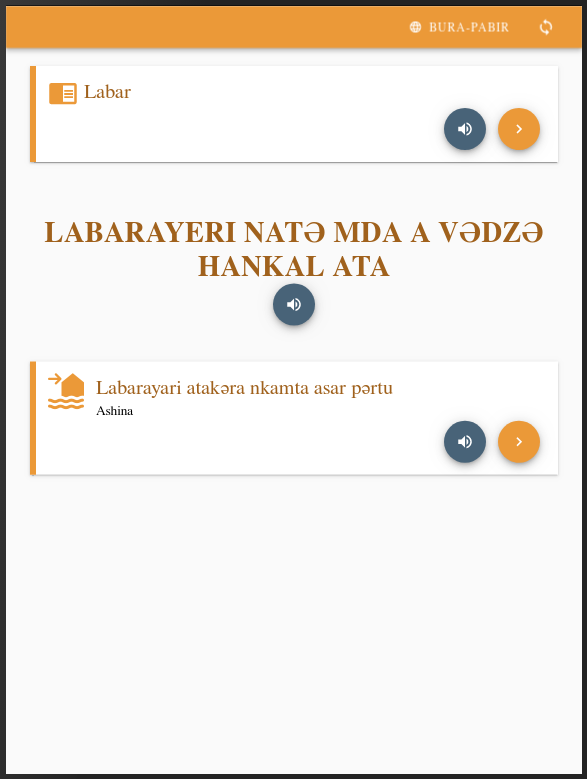 BURA-PABIR
Labar
LABARAYERI NATƏ MDA A VƏDZƏ
HANKAL ATA
Labarayari atakəra nkamta asar pərtu
Ashina